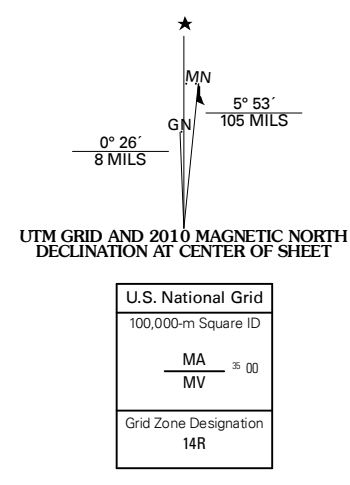 MN
5° 53´
105 MILS
GN
0° 26´
8 MILS
UTM GRID AND 2010 MAGNETIC NORTH
DECLINATION AT CENTER OF SHEET
U.S. National Grid
100,000-m Square ID
MA
35 00
MV
Grid Zone Designation
14R